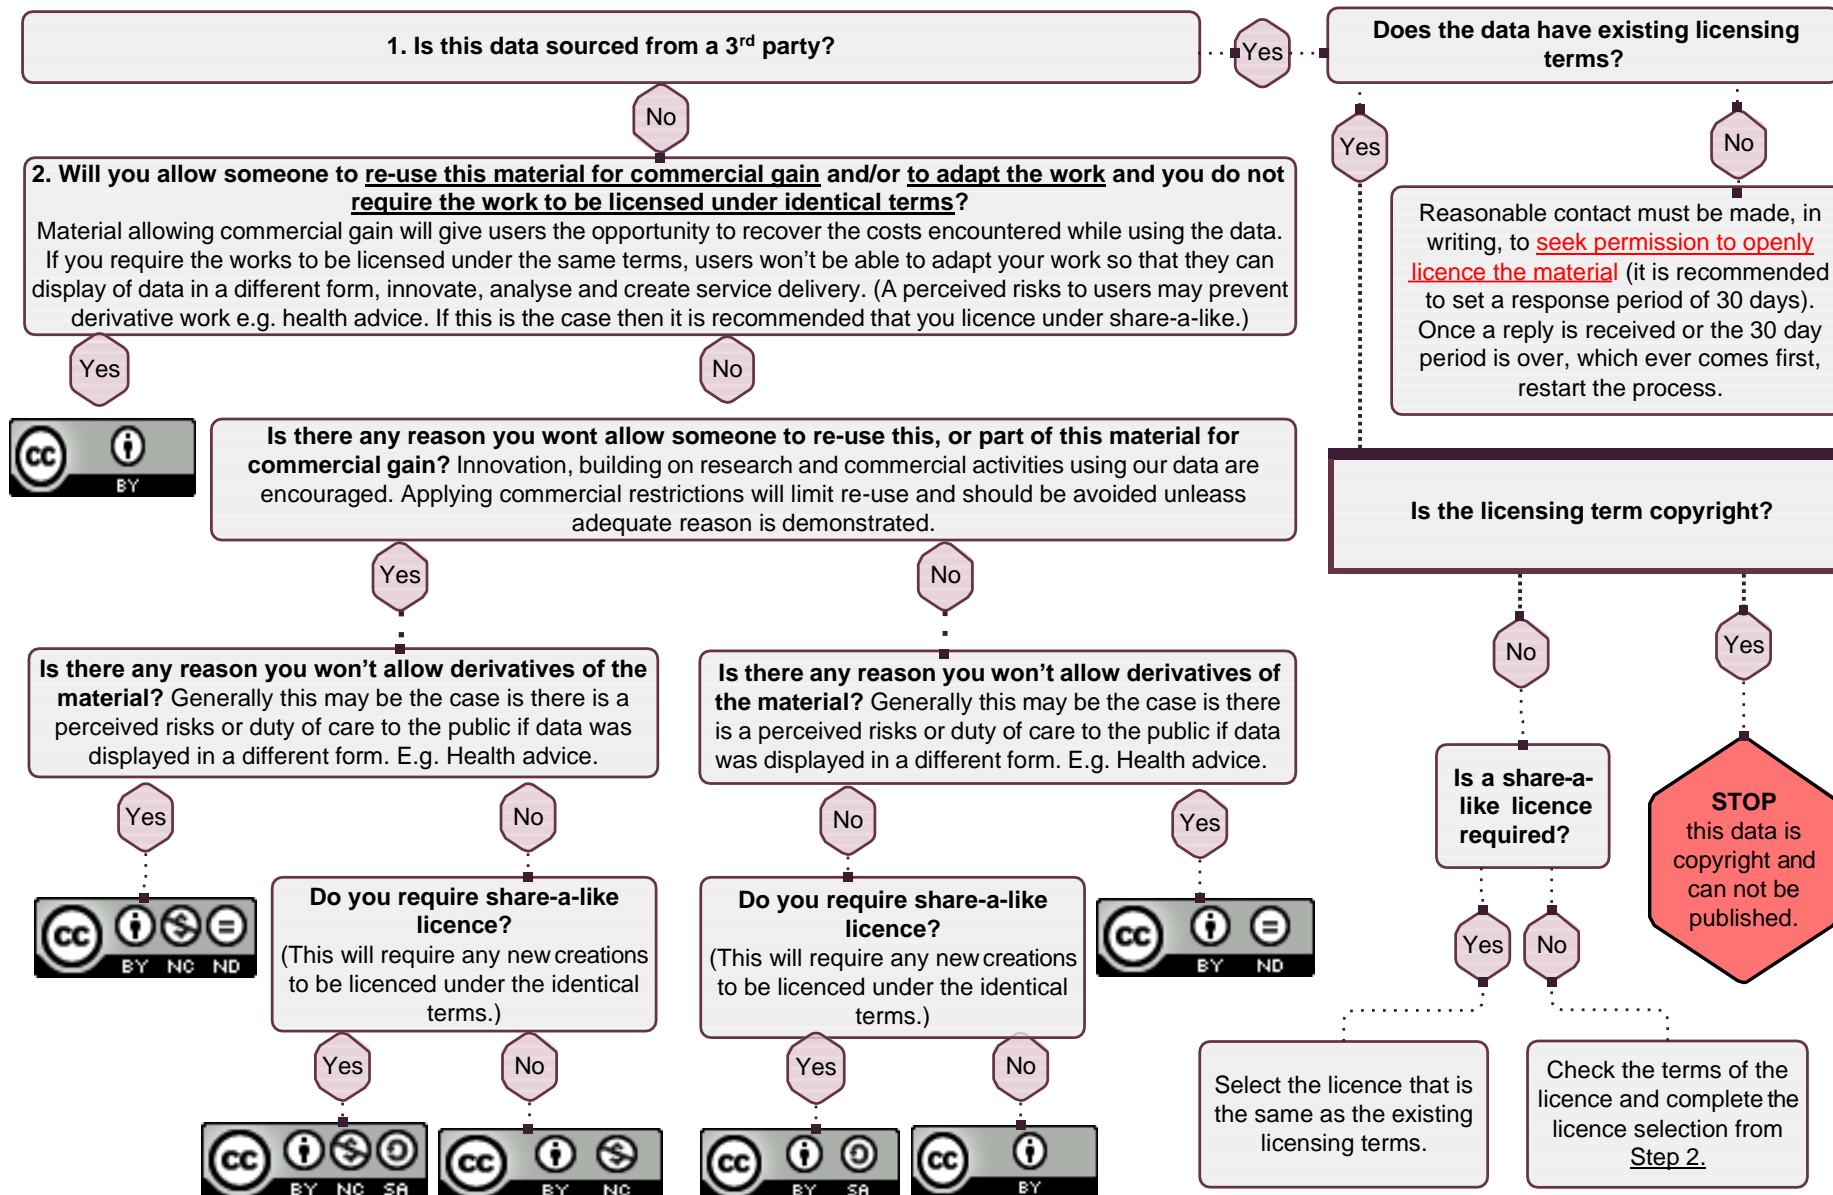 1. Is this data sourced from a 3rd party?
Yes
Does the data have existing licensing
terms?
No
Yes
No
2. Will you allow someone to re-use this material for commercial gain and/or to adapt the work and you do not
require the work to be licensed under identical terms?
Material allowing commercial gain will give users the opportunity to recover the costs encountered while using the data.
If you require the works to be licensed under the same terms, users won't be able to adapt your work so that they can
display of data in a different form, innovate, analyse and create service delivery. (A perceived risks to users may prevent
derivative work e.g. health advice. If this is the case then it is recommended that you licence under share-a-like.)
Reasonable contact must be made, in
writing, to seek permission to openly
licence the material (it is recommended
to set a response period of 30 days).
Once a reply is received or the 30 day
period is over, which ever comes first,
restart the process.
Yes
No
cc
BY
Is there any reason you wont allow someone to re-use this, or part of this material for
commercial gain? Innovation, building on research and commercial activities using our data are
encouraged. Applying commercial restrictions will limit re-use and should be avoided unleass
adequate reason is demonstrated.
Is the licensing term copyright?
Yes
No
No
Yes
Is there any reason you won't allow derivatives of the
material? Generally this may be the case is there is a
perceived risks or duty of care to the public if data was
displayed in a different form. E.g. Health advice.
Is there any reason you won't allow derivatives of
the material? Generally this may be the case is there
is a perceived risks or duty of care to the public if data
was displayed in a different form. E.g. Health advice.
Is a share-a-
like licence
required?
STOP
this data is
copyright and
can not be
published.
Yes
No
No
Yes
cc
BY NC ND
Do you require share-a-like
licence?
(This will require any new creations
to be licenced under the identical
terms.)
Do you require share-a-like
licence?
(This will require any new creations
to be licenced under the identical
terms.)
cc
BY ND
Yes
No
Yes
No
Yes
No
Select the licence that is
the same as the existing
licensing terms.
Check the terms of the
licence and complete the
licence selection from
Step 2.
cc
BY NC SA
cc
BY NC
cc
BY SA
cc
BY